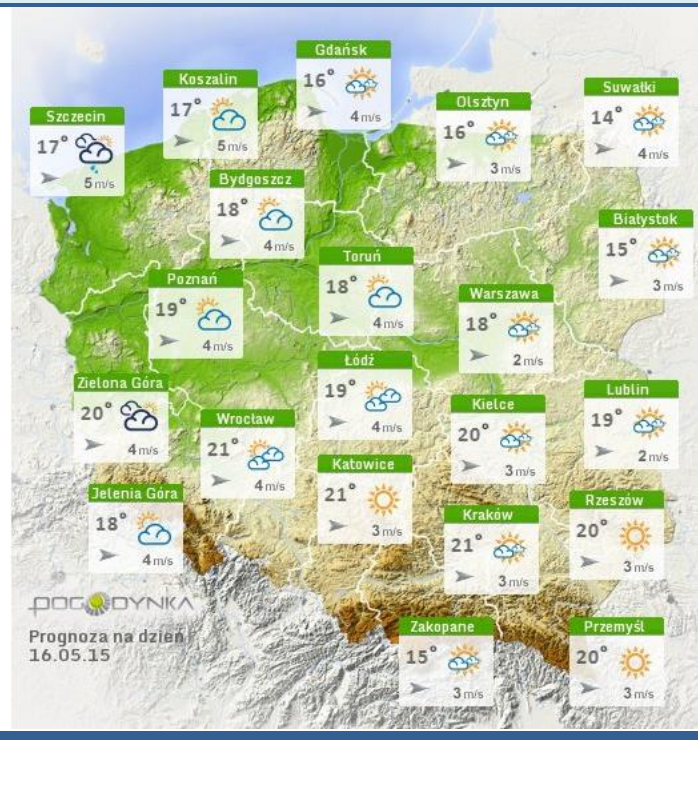 Gdańsk
16°
4 m/s
Koszalin
17°
5 m/s
Suwałki
14°
4 m/s
Olsztyn
16°
3 m/s
Szczecin
17°
5 m/s
Bydgoszcz
18°
4 m/s
Białystok
15°
3 m/s
Toruń
18°
4 m/s
Poznań
19°
4 m/s
Warszawa
18°
2 m/s
Łódź
19°
4 m/s
Zielona Góra
20°
4 m/s
Lublin
19°
2 m/s
Kielce
20°
3 m/s
Wrocław
21°
4 m/s
Katowice
21°
3 m/s
Jelenia Góra
18°
4 m/s
Rzeszów
20°
3 m/s
Kraków
21°
3 m/s
POGODYNKA
Prognoza na dzień
16.05.15
Zakopane
15°
3 m/s
Przemyśl
20°
3 m/s